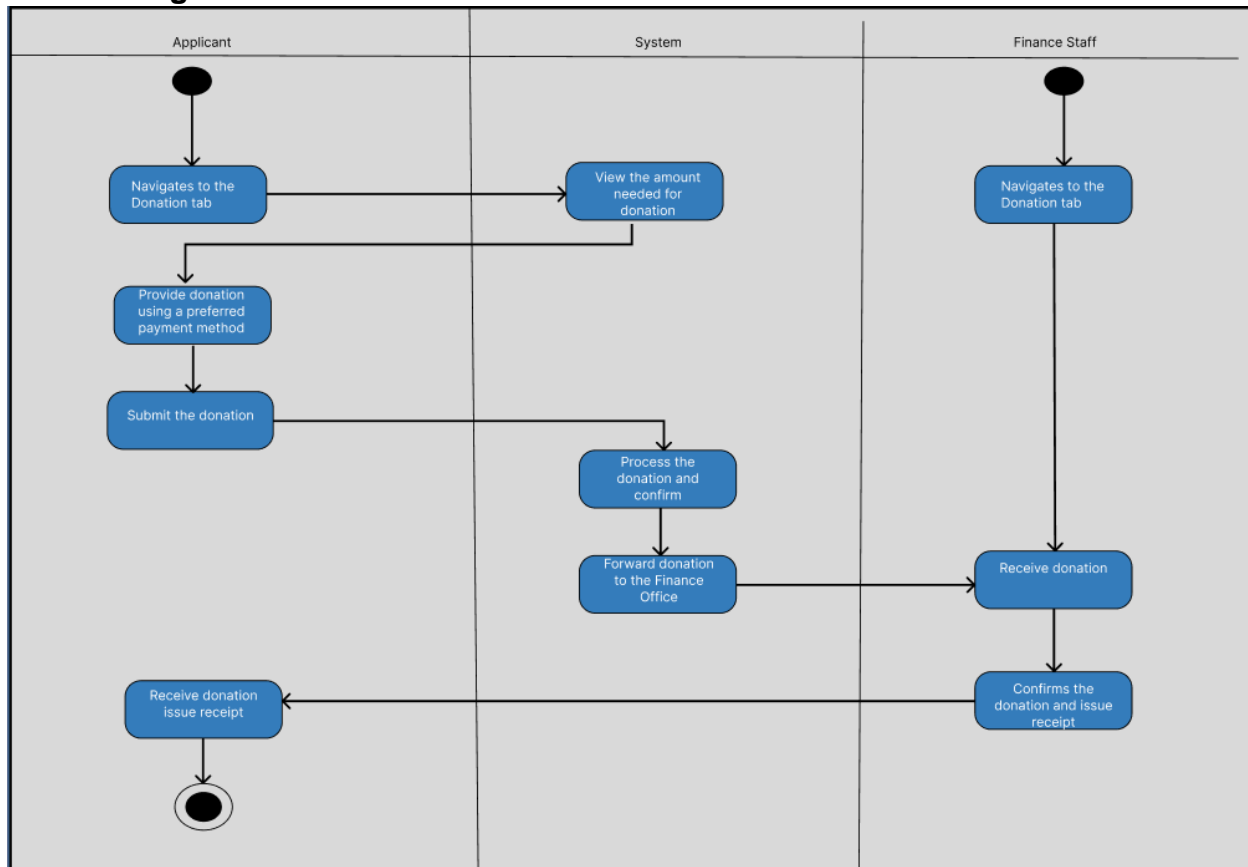 Applicant
System
Finance Staff
Navigates to the
Donation tab
View the amount
needed for
donation
Navigates to the
Donation tab
Provide donation
using a preferred
payment method
Submit the donation
Process the
donation and
confirm
Forward donation
to the Finance
Office
Receive donation
Receive donation
issue receipt
Confirms the
donation and issue
receipt